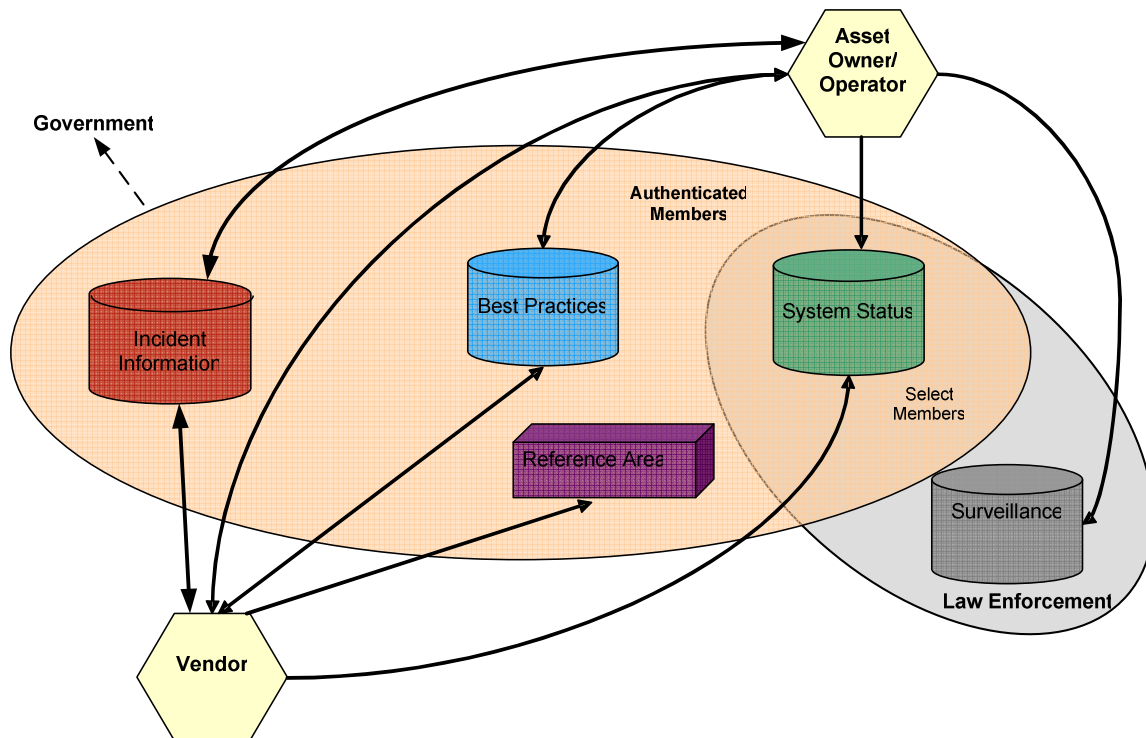 Asset
Owner/
Operator
Government
Authenticated
Members
Best Practices
System Status
Incident
Information
Select
Members
Reference Area
Surveillance
Law Enforcement
Vendor